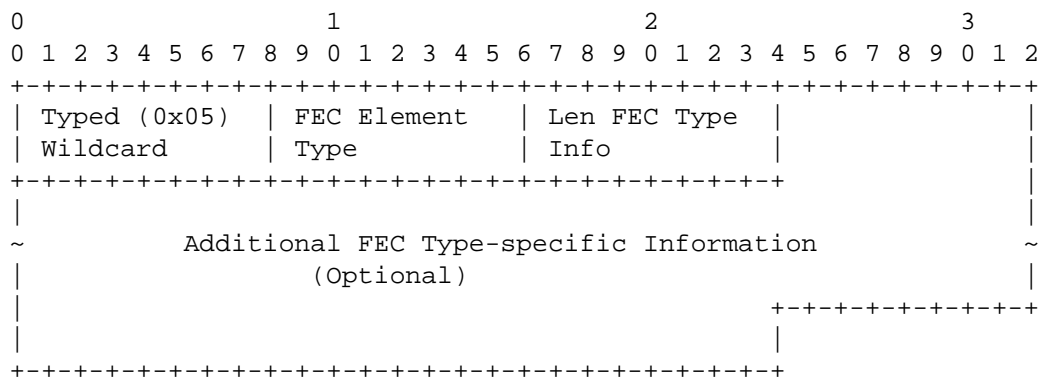 0                   1                   2                   3
0 1 2 3 4 5 6 7 8 9 0 1 2 3 4 5 6 7 8 9 0 1 2 3 4 5 6 7 8 9 0 1 2
+-+-+-+-+-+-+-+-+-+-+-+-+-+-+-+-+-+-+-+-+-+-+-+-+-+-+-+-+-+-+-+-+
| Typed (0x05)  | FEC Element   | Len FEC Type  |               |
| Wildcard      | Type          | Info          |               |
+-+-+-+-+-+-+-+-+-+-+-+-+-+-+-+-+-+-+-+-+-+-+-+-+               |
|                                                               |
~          Additional FEC Type-specific Information             ~
|                  (Optional)                                   |
|                                               +-+-+-+-+-+-+-+-+
|                                               |
+-+-+-+-+-+-+-+-+-+-+-+-+-+-+-+-+-+-+-+-+-+-+-+-+